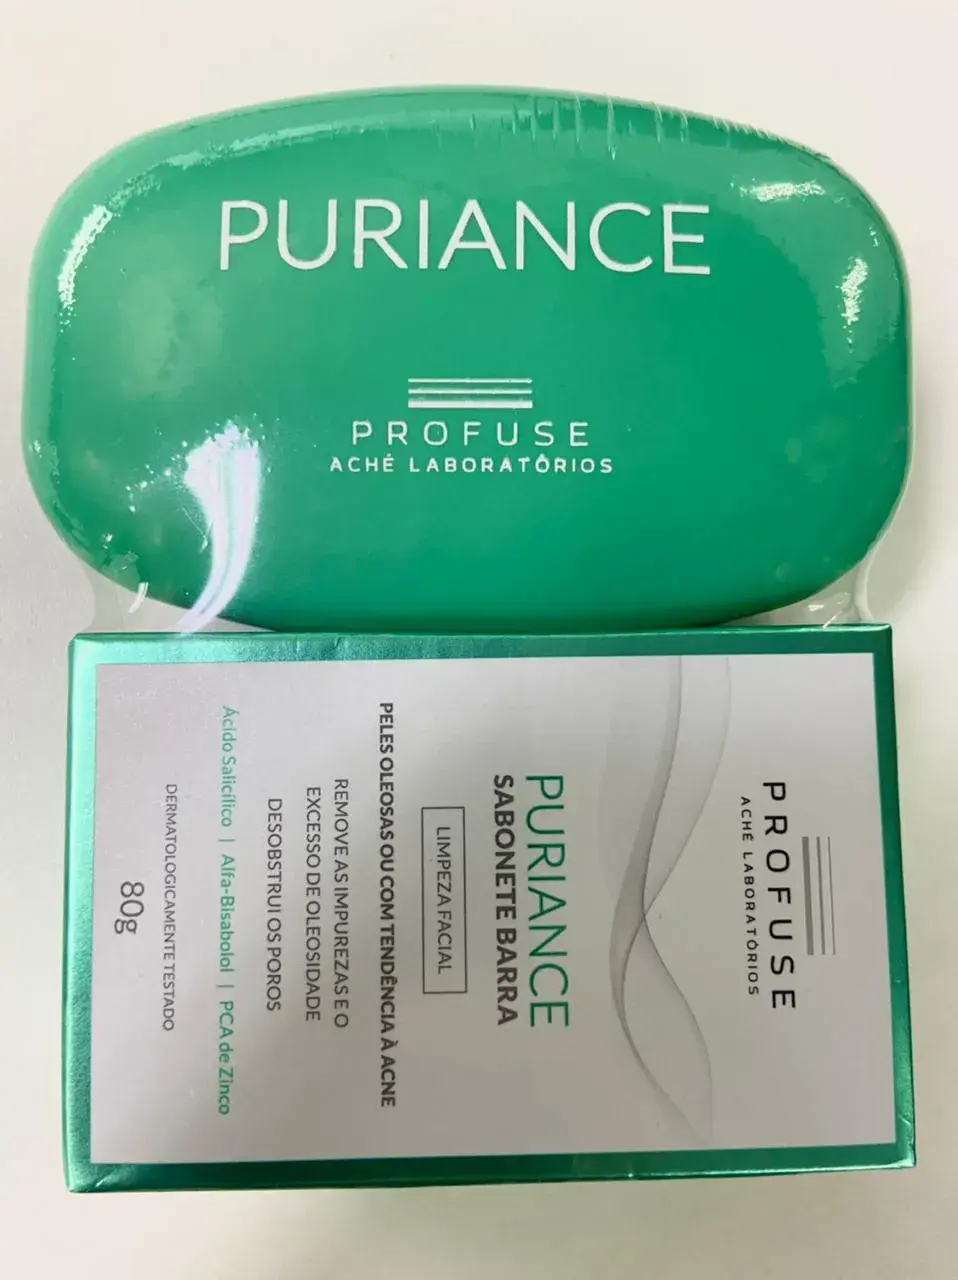 PURIANCE
PROFUSE
ACHÉ LABORATÓRIOS
PROFUSE
ACHÉ LABORATÓRIOS
PURIANCE
SABONETE BARRA
LIMPEZA FACIAL
PELES OLEOSAS OU COM TENDÊNCIA À ACNE
REMOVE AS IMPUREZAS E O
EXCESSO DE OLEOSIDADE
DESOBSTRUI OS POROS
Ácido Salicílico | Alfa-Bisabolol | PCA de Zinco
DERMATOLOGICAMENTE TESTADO
80g